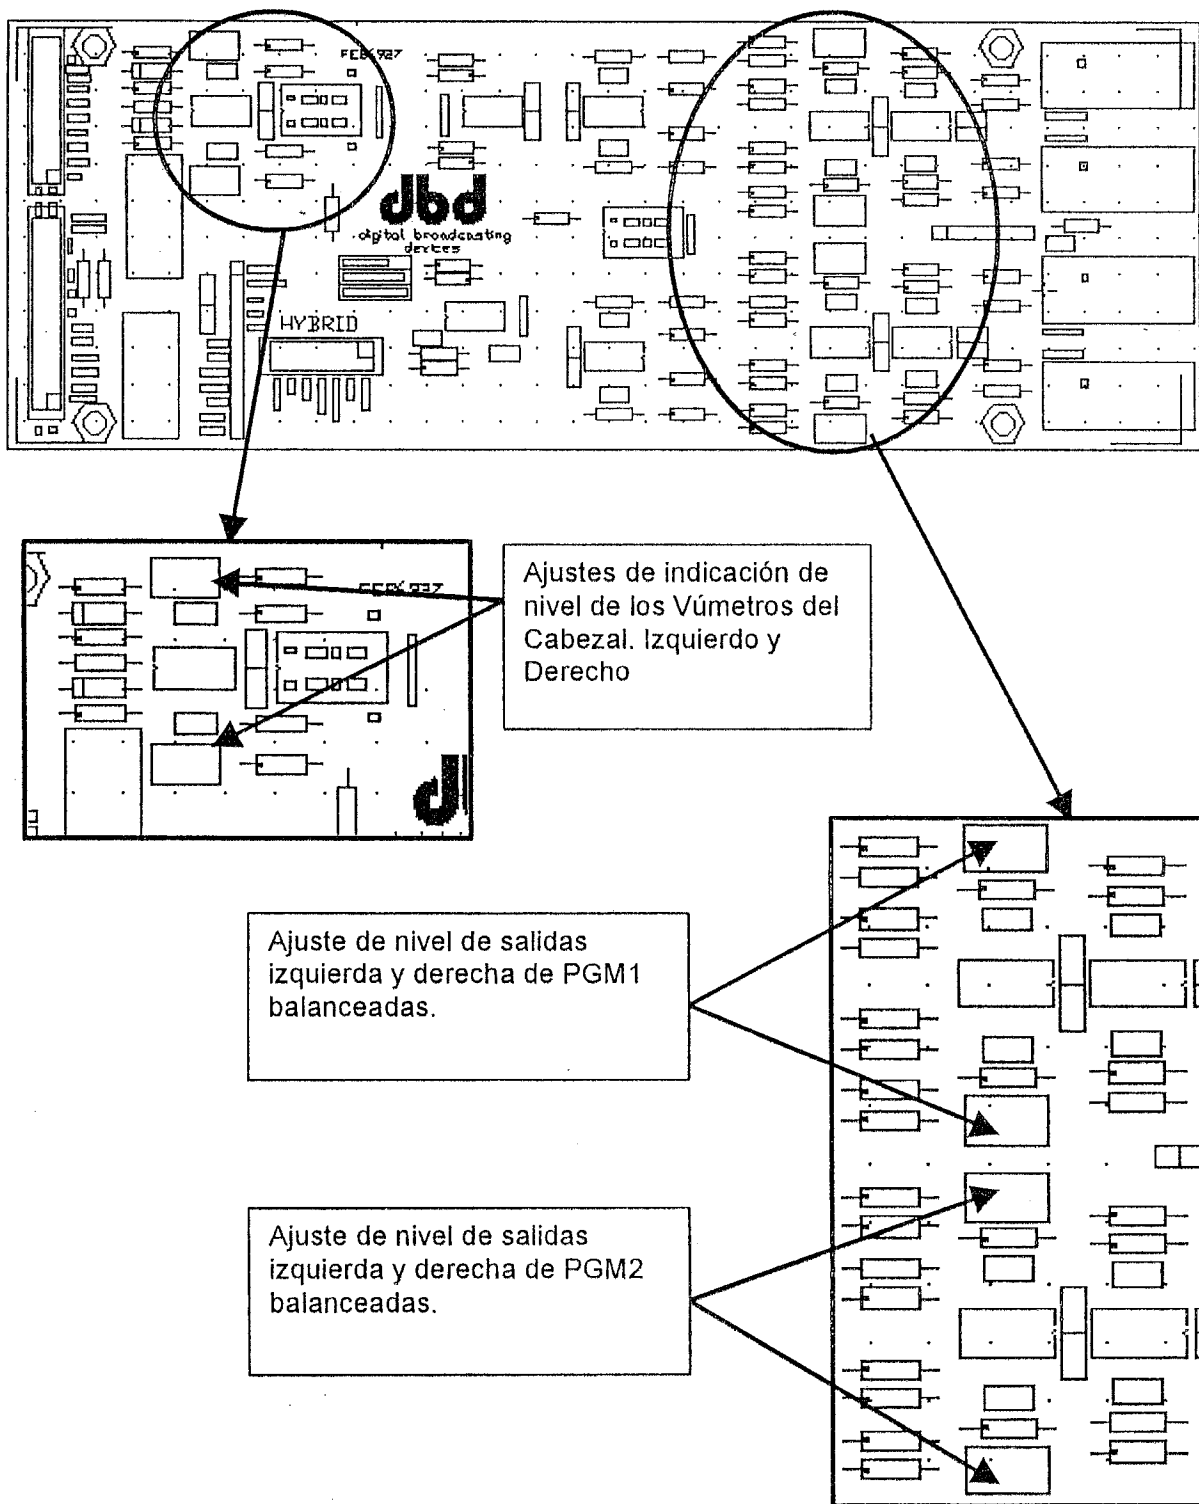 dbd
digital broadcasting
devices
HYBRID
Ajustes de indicación de
nivel de los Vúmetros del
Cabezal. Izquierdo y
Derecho
Ajuste de nivel de salidas
izquierda y derecha de PGM1
balanceadas.
Ajuste de nivel de salidas
izquierda y derecha de PGM2
balanceadas.